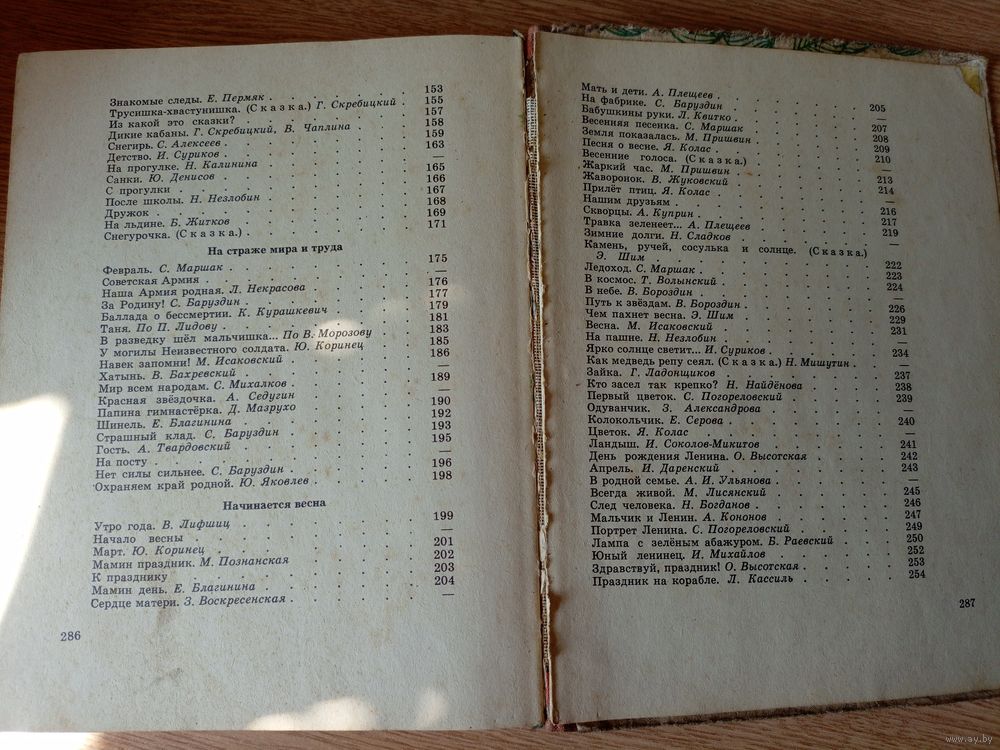 Знакомые следы. Е. Пермяк . 153
Трусишка-хвастунишка. (Сказка.) Г. Скребицкий . 155
Из какой это сказки? . 157
Дикие кабаны. Г. Скребицкий, В. Чаплина . 158
Снегирь. С. Алексеев . 159
Детство. И. Суриков . 163
На прогулке. Н. Калинина . —
Санки. Ю. Денисов . 165
С прогулки . 166
После школы. Н. Незлобин . 167
Дружок . 168
На льдине. Б. Житков . 169
Снегурочка. (Сказка.) . 171
На страже мира и труда
Февраль. С. Маршак . 175
Советская Армия . —
Наша Армия родная. Л. Некрасова . 176
За Родину! С. Баруздин . 177
Баллада о бессмертии. К. Курашкевич . 179
Таня. По П. Лидову . 181
В разведку шёл мальчишка... По В. Морозову . 183
У могилы Неизвестного солдата. Ю. Коринец . 185
Навек запомни! М. Исаковский . 186
Хатынь. В. Бахревский . —
Мир всем народам. С. Михалков . 189
Красная звёздочка. А. Седугин . —
Папина гимнастёрка. Д. Мазрухо . 190
Шинель. Е. Благинина . 192
Страшный клад. С. Баруздин . 193
Гость. А. Твардовский . 195
На посту . —
Нет силы сильнее. С. Баруздин . 196
Охраняем край родной. Ю. Яковлев . 198
Начинается весна
Утро года. В. Лифшиц . 199
Начало весны . —
Март. Ю. Коринец . 201
Мамин праздник. М. Познанская . 202
К празднику . 203
Мамин день. Е. Благинина . 204
Сердце матери. З. Воскресенская . —
286
Мать и дети. А. Плещеев . 205
На фабрике. С. Баруздин . —
Бабушкины руки. Л. Квитко . 207
Весенняя песенка. С. Маршак . 208
Земля показалась. М. Пришвин . 209
Песня о весне. Я. Колас . 210
Весенние голоса. (Сказка.) . —
Жаркий час. М. Пришвин . 213
Жаворонок. В. Жуковский . 214
Прилёт птиц. Я. Колас . —
Нашим друзьям . 216
Скворцы. А. Куприн . 217
Травка зеленеет... А. Плещеев . 219
Зимние долги. Н. Сладков . —
Камень, ручей, сосулька и солнце. (Сказка.)
Э. Шим . 222
Ледоход. С. Маршак . 223
В космос. Т. Волынский . 224
В небе. В. Бороздин . —
Путь к звёздам. В. Бороздин . 226
Чем пахнет весна. Э. Шим . 229
Весна. М. Исаковский . 231
На пашне. Н. Незлобин . —
Ярко солнце светит... И. Суриков . 234
Как медведь репу сеял. (Сказка.) Н. Мишутин . —
Зайка. Г. Ладонщиков . 237
Кто засел так крепко? Н. Найдёнова . 238
Первый цветок. С. Погореловский . 239
Одуванчик. З. Александрова . —
Колокольчик. Е. Серова . 240
Цветок. Я. Колас . —
Ландыш. И. Соколов-Микитов . 241
День рождения Ленина. О. Высотская . 242
Апрель. И. Даренский . 243
В родной семье. А. И. Ульянова . —
Всегда живой. М. Лисянский . 245
След человека. Н. Богданов . 246
Мальчик и Ленин. А. Кононов . 247
Портрет Ленина. С. Погореловский . 249
Лампа с зелёным абажуром. Б. Раевский . 250
Юный ленинец. И. Михайлов . 252
Здравствуй, праздник! О. Высотская . 253
Праздник на корабле. Л. Кассиль . 254
287
www.ay.by